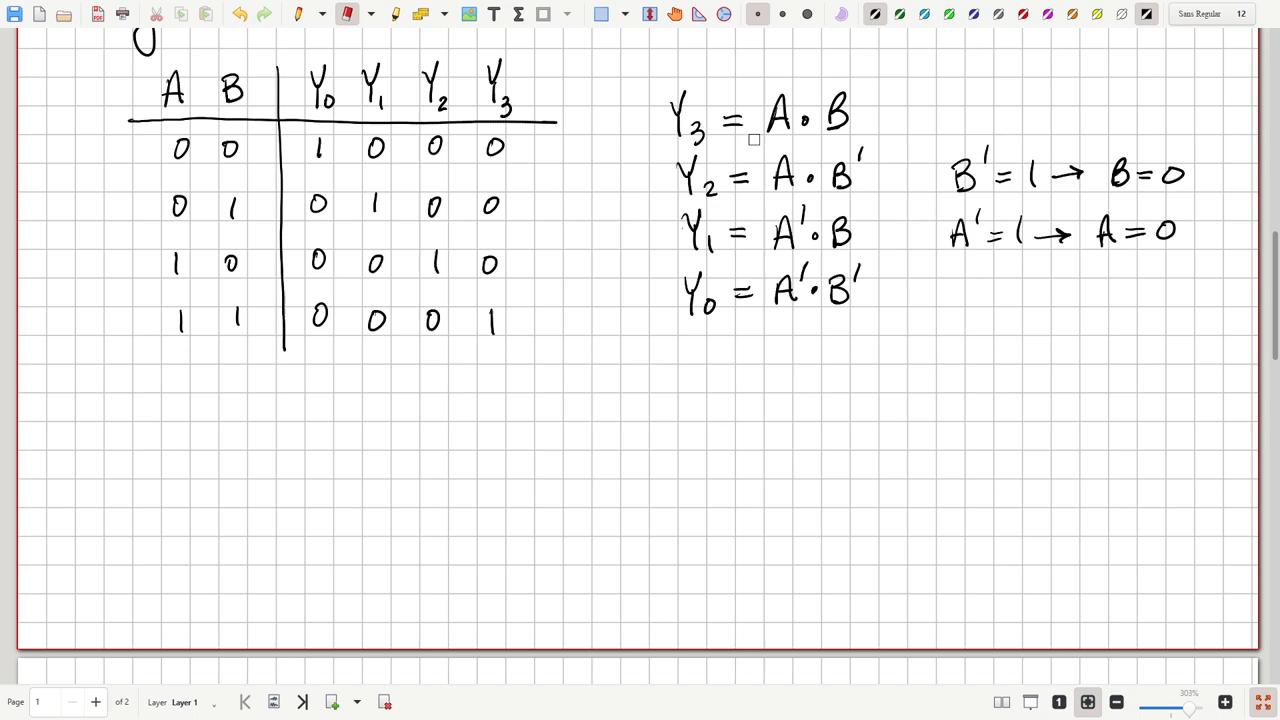 Sans Regular 12
A B Y₀ Y₁ Y₂ Y₃
0 0 1 0 0 0
0 1 0 1 0 0
1 0 0 0 1 0
1 1 0 0 0 1
Y₃ = A • B
Y₂ = A • B'
Y₁ = A' • B
Y₀ = A' • B'
B' = 1 → B = 0
A' = 1 → A = 0
Page 1 of 2 Layer Layer 1
303%